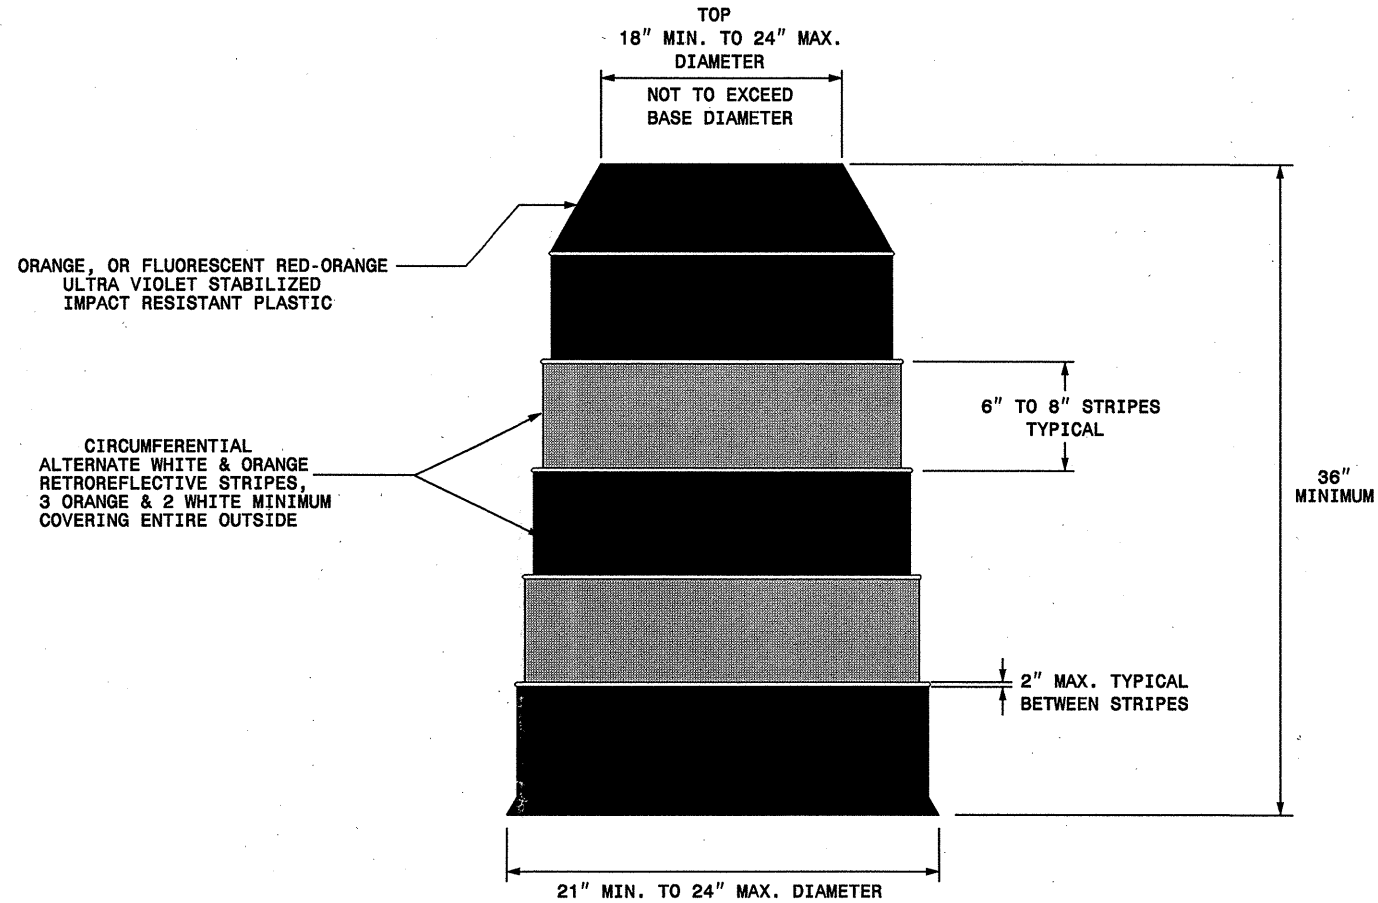 TOP
18" MIN. TO 24" MAX.
DIAMETER
NOT TO EXCEED
BASE DIAMETER
ORANGE, OR FLUORESCENT RED-ORANGE
ULTRA VIOLET STABILIZED
IMPACT RESISTANT PLASTIC
6" TO 8" STRIPES
TYPICAL
CIRCUMFERENTIAL
ALTERNATE WHITE & ORANGE
RETROREFLECTIVE STRIPES,
3 ORANGE & 2 WHITE MINIMUM
COVERING ENTIRE OUTSIDE
36"
MINIMUM
2" MAX. TYPICAL
BETWEEN STRIPES
21" MIN. TO 24" MAX. DIAMETER